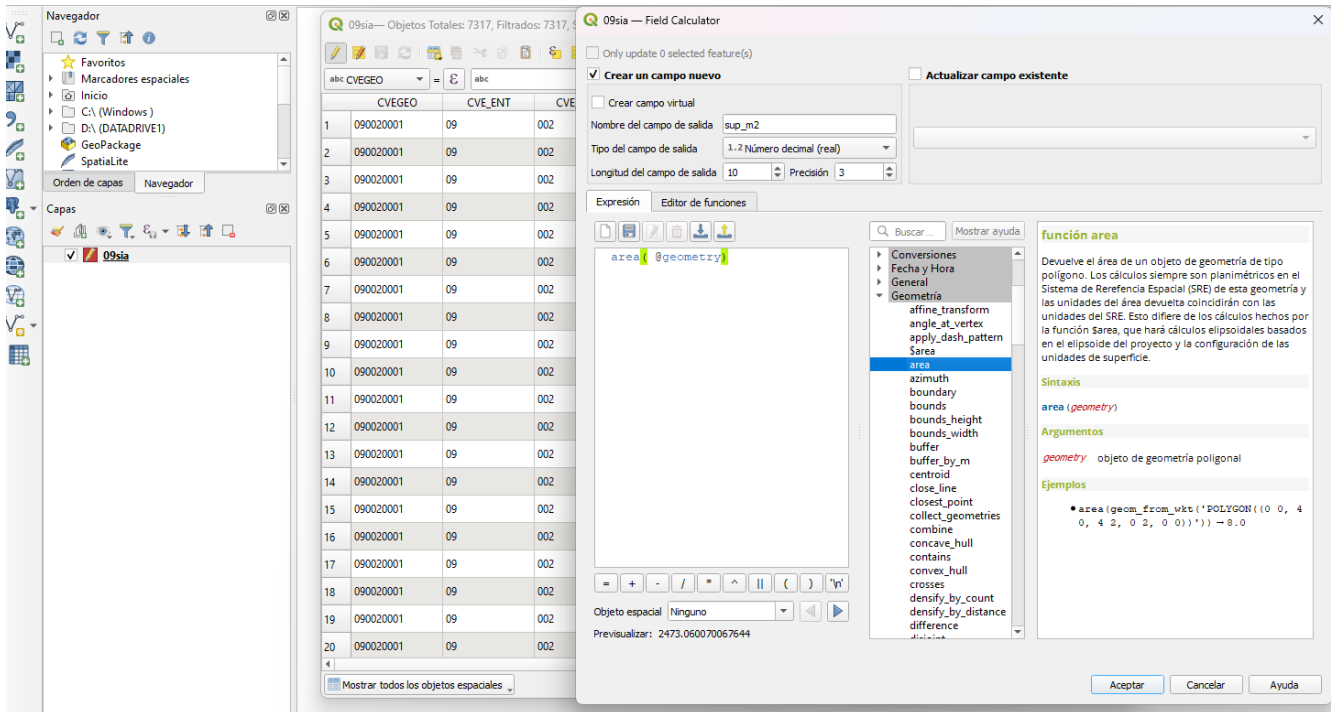 Navegador
Favoritos
Marcadores espaciales
Inicio
C:\ (Windows )
D:\ (DATADRIVE1)
GeoPackage
SpatiaLite
Orden de capas
Navegador
Capas
09sia
09sia— Objetos Totales: 7317, Filtrados: 7317,
abc CVEGEO
= ε abc
CVEGEO CVE_ENT CVE
1 090020001 09 002
2 090020001 09 002
3 090020001 09 002
4 090020001 09 002
5 090020001 09 002
6 090020001 09 002
7 090020001 09 002
8 090020001 09 002
9 090020001 09 002
10 090020001 09 002
11 090020001 09 002
12 090020001 09 002
13 090020001 09 002
14 090020001 09 002
15 090020001 09 002
16 090020001 09 002
17 090020001 09 002
18 090020001 09 002
19 090020001 09 002
20 090020001 09 002
Mostrar todos los objetos espaciales
09sia — Field Calculator
Only update 0 selected feature(s)
Crear un campo nuevo
Actualizar campo existente
Crear campo virtual
Nombre del campo de salida sup_m2
Tipo del campo de salida 1.2 Número decimal (real)
Longitud del campo de salida 10 Precisión 3
Expresión
Editor de funciones
area( @geometry)
= + - / * ^ || ( ) '\n'
Objeto espacial Ninguno
Previsualizar: 2473.060070067644
Buscar...
Mostrar ayuda
Conversiones
Fecha y Hora
General
Geometría
affine_transform
angle_at_vertex
apply_dash_pattern
$area
area
azimuth
boundary
bounds
bounds_height
bounds_width
buffer
buffer_by_m
centroid
close_line
closest_point
collect_geometries
combine
concave_hull
contains
convex_hull
crosses
densify_by_count
densify_by_distance
difference
disjoint
función area
Devuelve el área de un objeto de geometría de tipo
polígono. Los cálculos siempre son planimétricos en el
Sistema de Rerefencia Espacial (SRE) de esta geometría y
las unidades del área devuelta coincidirán con las
unidades del SRE. Esto difiere de los cálculos hechos por
la función $area, que hará cálculos elipsoidales basados
en el elipsoide del proyecto y la configuración de las
unidades de superficie.
Sintaxis
area (geometry)
Argumentos
geometry objeto de geometría poligonal
Ejemplos
area(geom_from_wkt('POLYGON((0 0, 4
0, 4 2, 0 2, 0 0))')) → 8.0
Aceptar
Cancelar
Ayuda